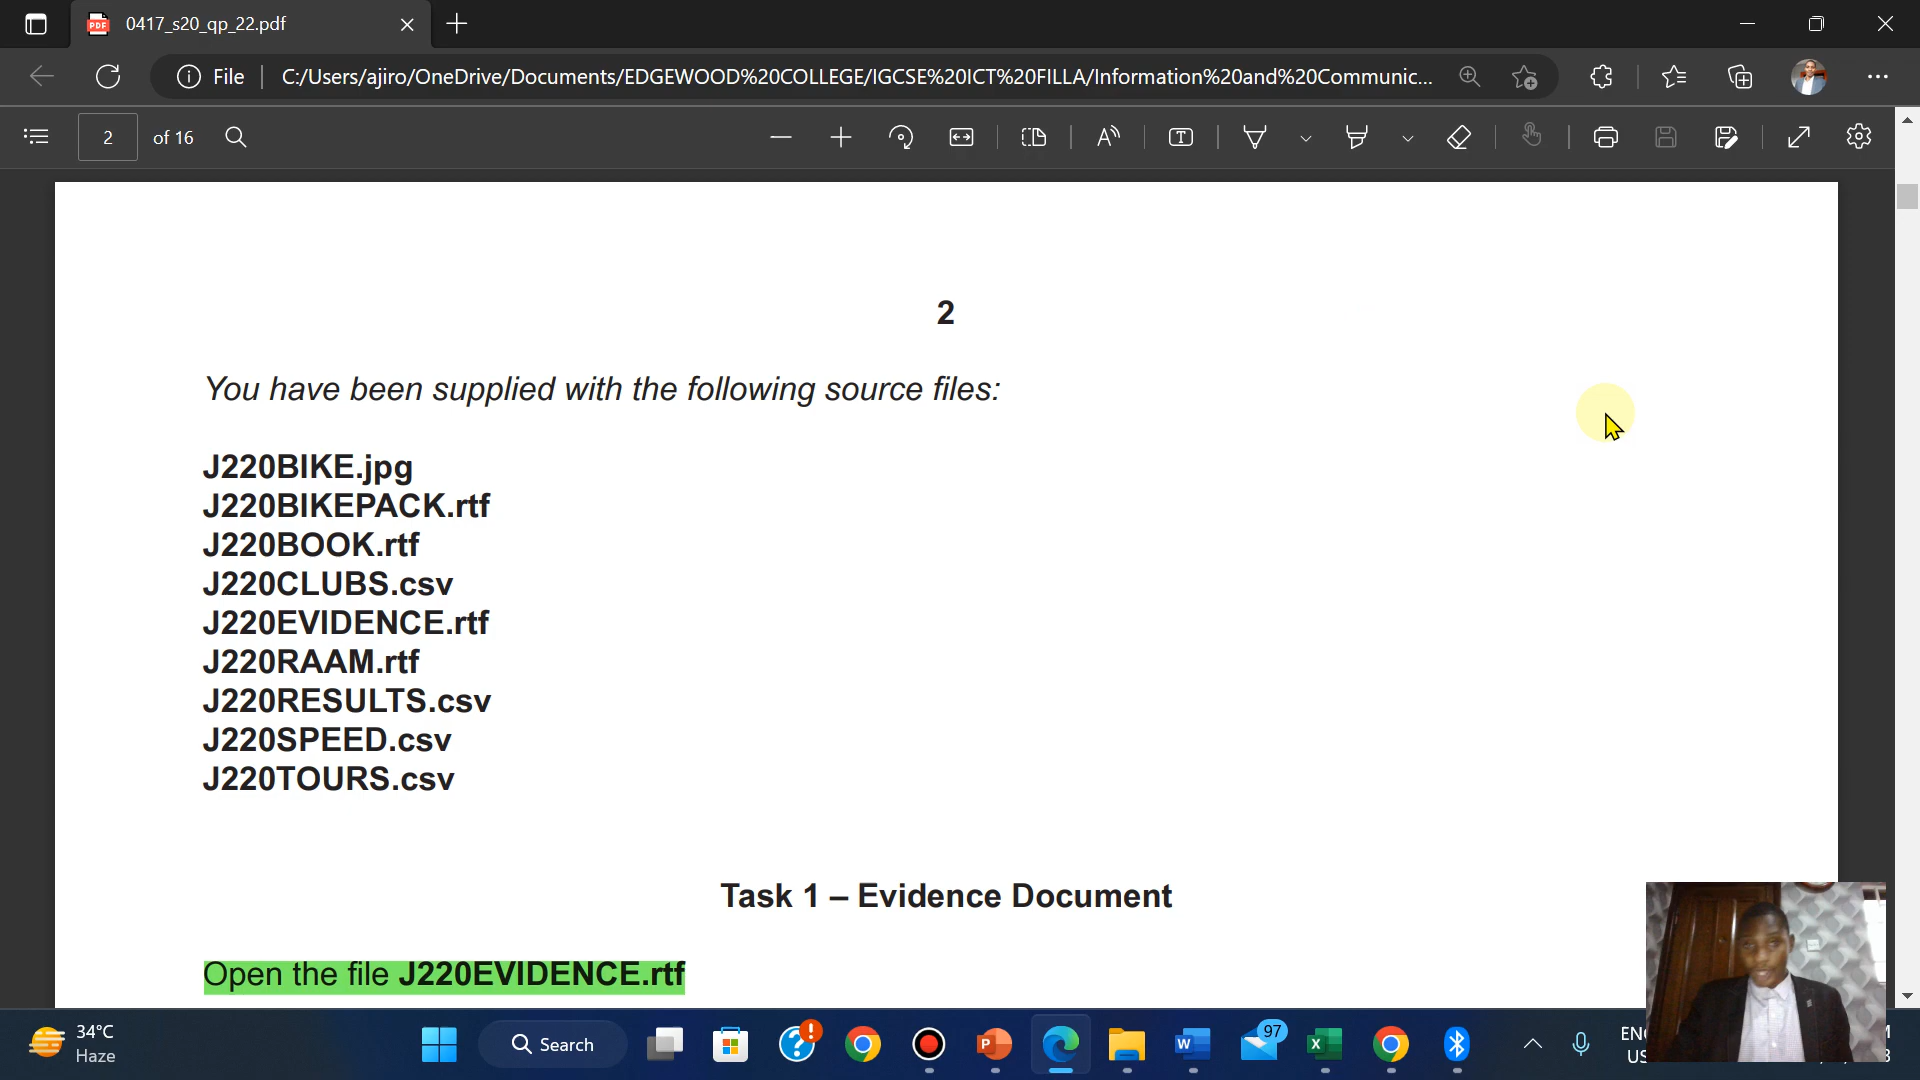 0417_s20_qp_22.pdf
File
C:/Users/ajiro/OneDrive/Documents/EDGEWOOD%20COLLEGE/IGCSE%20ICT%20FILLA/Information%20and%20Communic...
2 of 16
2
You have been supplied with the following source files:
J220BIKE.jpg
J220BIKEPACK.rtf
J220BOOK.rtf
J220CLUBS.csv
J220EVIDENCE.rtf
J220RAAM.rtf
J220RESULTS.csv
J220SPEED.csv
J220TOURS.csv
Task 1 – Evidence Document
Open the file J220EVIDENCE.rtf
34°C
Haze
Search
97